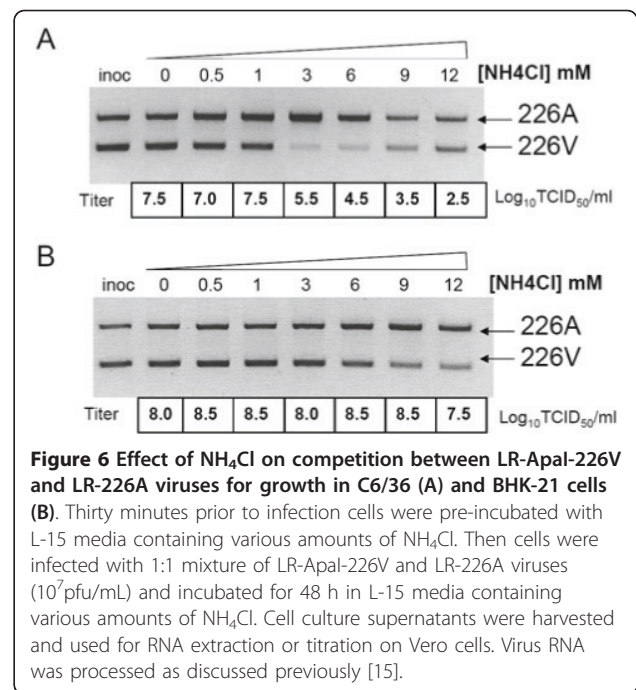 A
inoc 0 0.5 1 3 6 9 12 [NH4Cl] mM
226A
226V
Titer 7.5 7.0 7.5 5.5 4.5 3.5 2.5 Log₁₀TCID₅₀/ml
B
inoc 0 0.5 1 3 6 9 12 [NH4Cl] mM
226A
226V
Titer 8.0 8.5 8.5 8.0 8.5 8.5 7.5 Log₁₀TCID₅₀/ml
Figure 6 Effect of NH₄Cl on competition between LR-ApaI-226V
and LR-226A viruses for growth in C6/36 (A) and BHK-21 cells
(B). Thirty minutes prior to infection cells were pre-incubated with
L-15 media containing various amounts of NH₄Cl. Then cells were
infected with 1:1 mixture of LR-ApaI-226V and LR-226A viruses
(10⁷pfu/mL) and incubated for 48 h in L-15 media containing
various amounts of NH₄Cl. Cell culture supernatants were harvested
and used for RNA extraction or titration on Vero cells. Virus RNA
was processed as discussed previously [15].